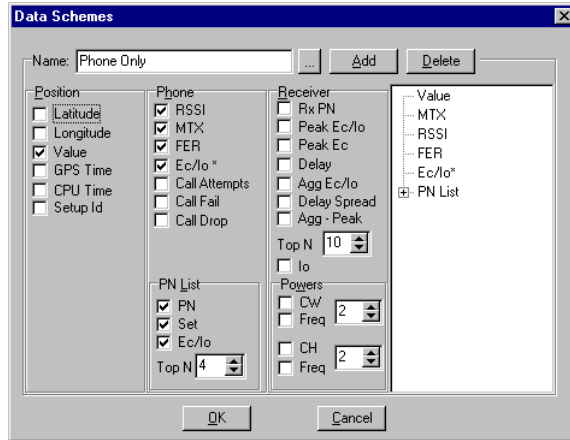 Data Schemes
Name: Phone Only ... Add Delete
Position
Latitude
Longitude
Value
GPS Time
CPU Time
Setup Id
Phone
RSSI
MTX
FER
Ec/Io *
Call Attempts
Call Fail
Call Drop
PN List
PN
Set
Ec/Io
Top N 4
Receiver
Rx PN
Peak Ec/Io
Peak Ec
Delay
Agg Ec/Io
Delay Spread
Agg - Peak
Top N 10
Io
Powers
CW
Freq
2
CH
Freq
2
Value
MTX
RSSI
FER
Ec/Io*
PN List
OK Cancel